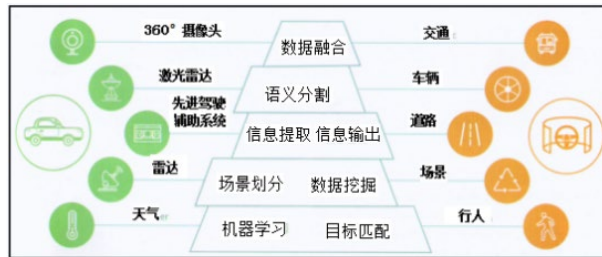 360° 摄像头
数据融合
交通
激光雷达
语义分割
车辆
先进驾驶
辅助系统
信息提取 信息输出
道路
雷达
场景划分 数据挖掘
场景
天气
机器学习 目标匹配
行人